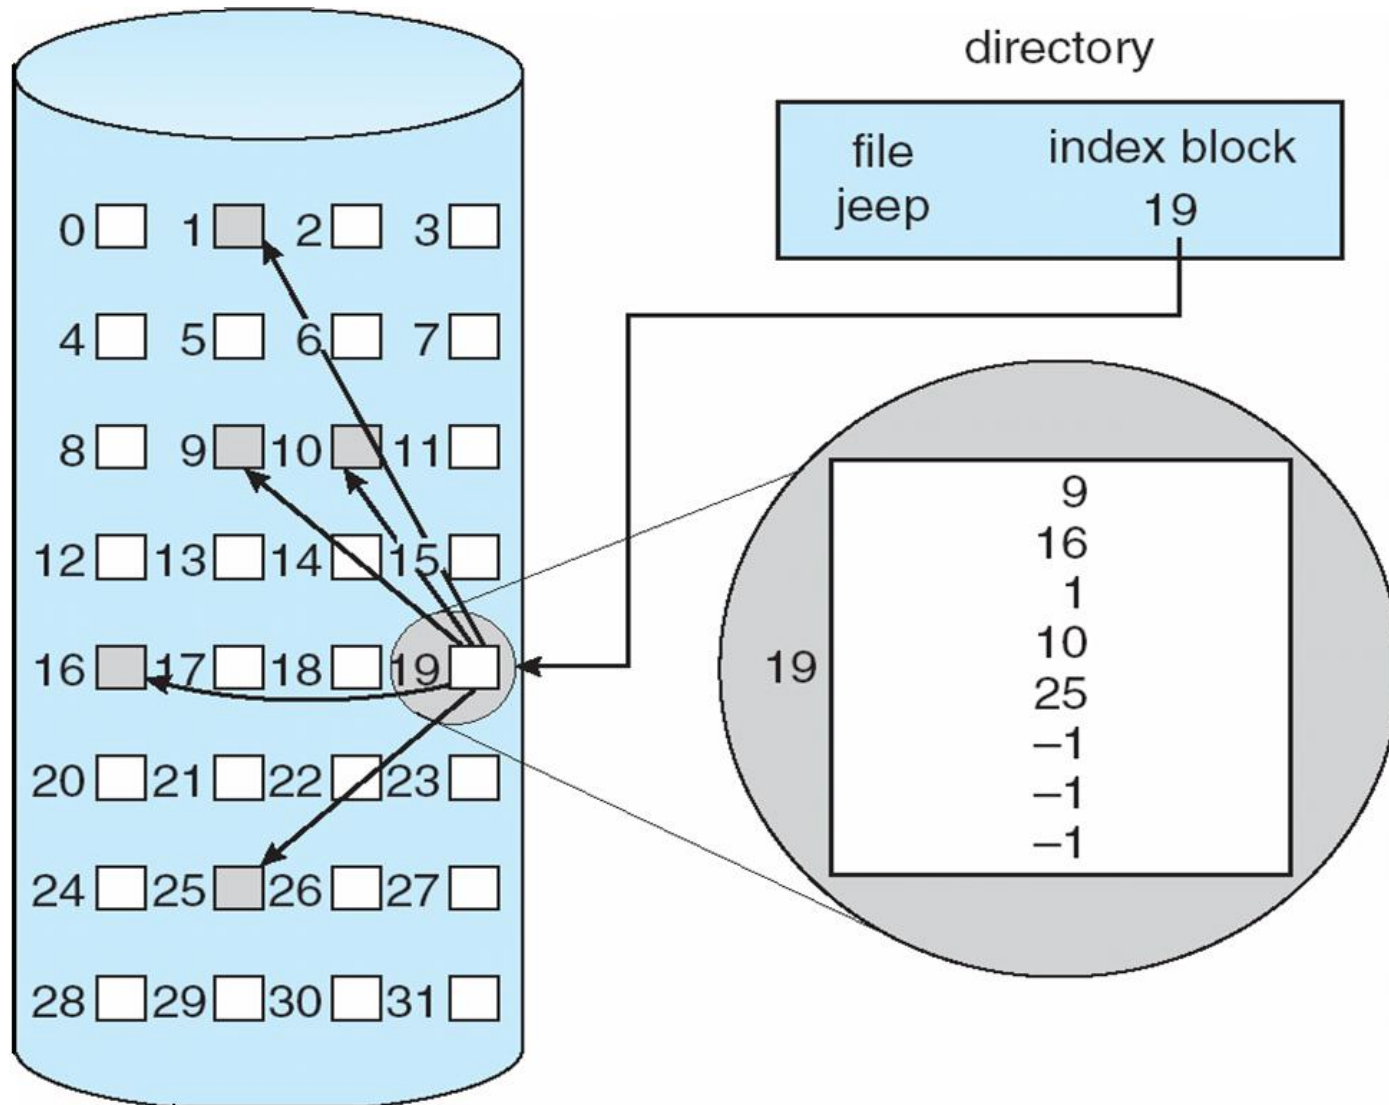 directory
file index block
jeep 19
0 1 2 3
4 5 6 7
8 9 10 11
12 13 14 15
16 17 18 19
20 21 22 23
24 25 26 27
28 29 30 31
19
9
16
1
10
25
–1
–1
–1